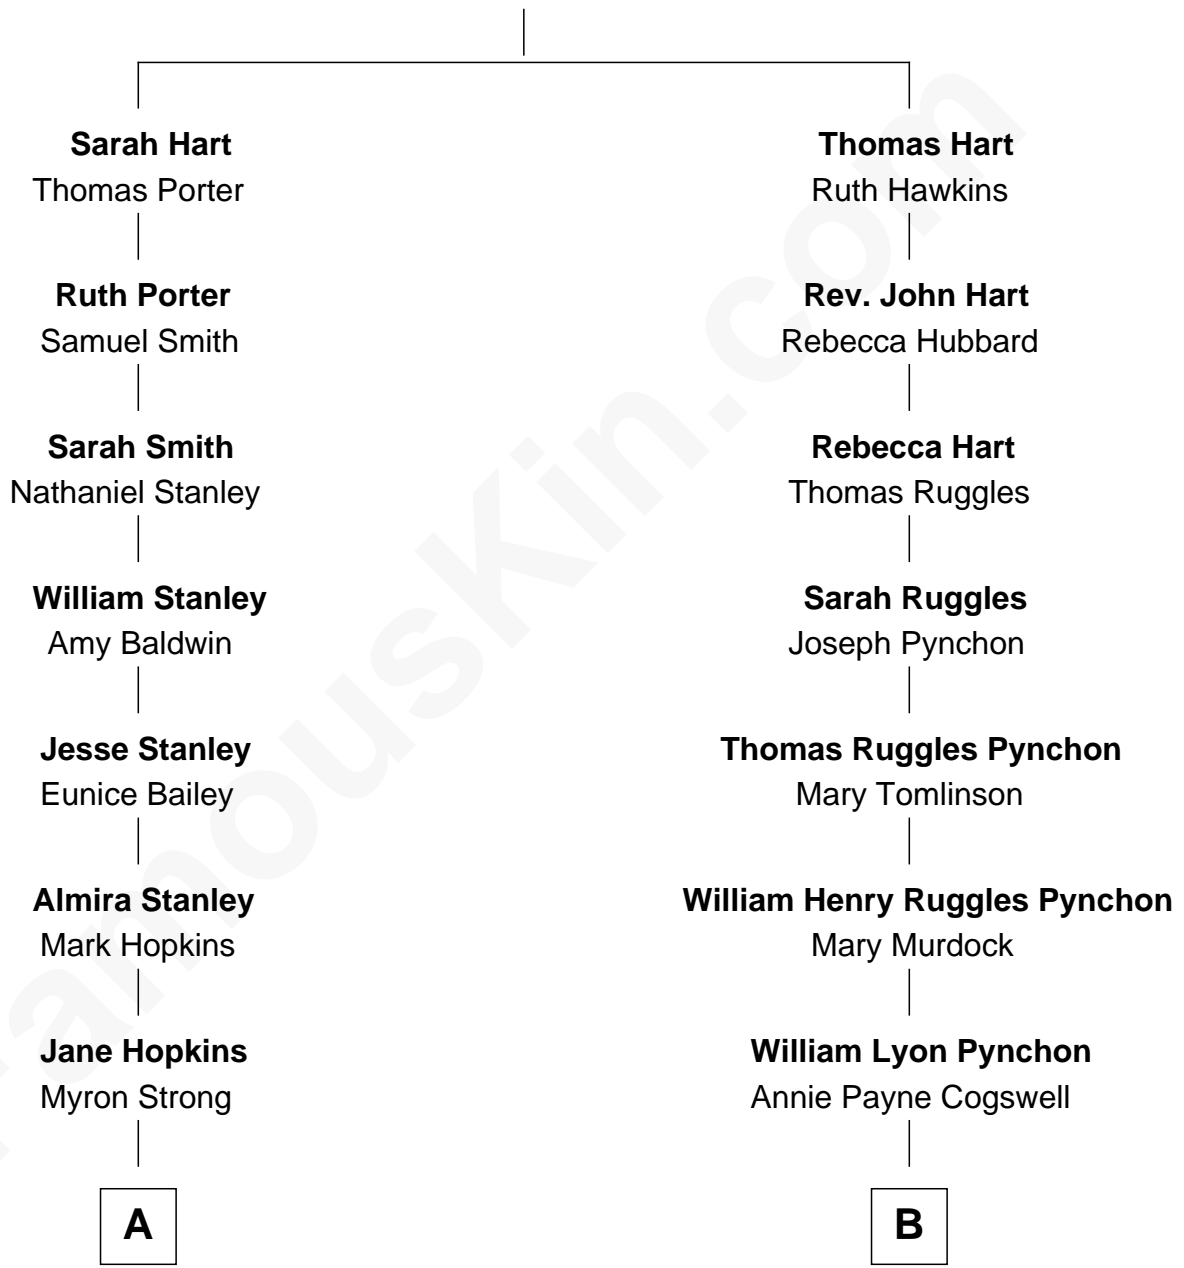 Sarah Hart
Thomas Porter
Ruth Porter
Samuel Smith
Sarah Smith
Nathaniel Stanley
William Stanley
Amy Baldwin
Jesse Stanley
Eunice Bailey
Almira Stanley
Mark Hopkins
Jane Hopkins
Myron Strong
A
Thomas Hart
Ruth Hawkins
Rev. John Hart
Rebecca Hubbard
Rebecca Hart
Thomas Ruggles
Sarah Ruggles
Joseph Pynchon
Thomas Ruggles Pynchon
Mary Tomlinson
William Henry Ruggles Pynchon
Mary Murdock
William Lyon Pynchon
Annie Payne Cogswell
B
FamousKin.com